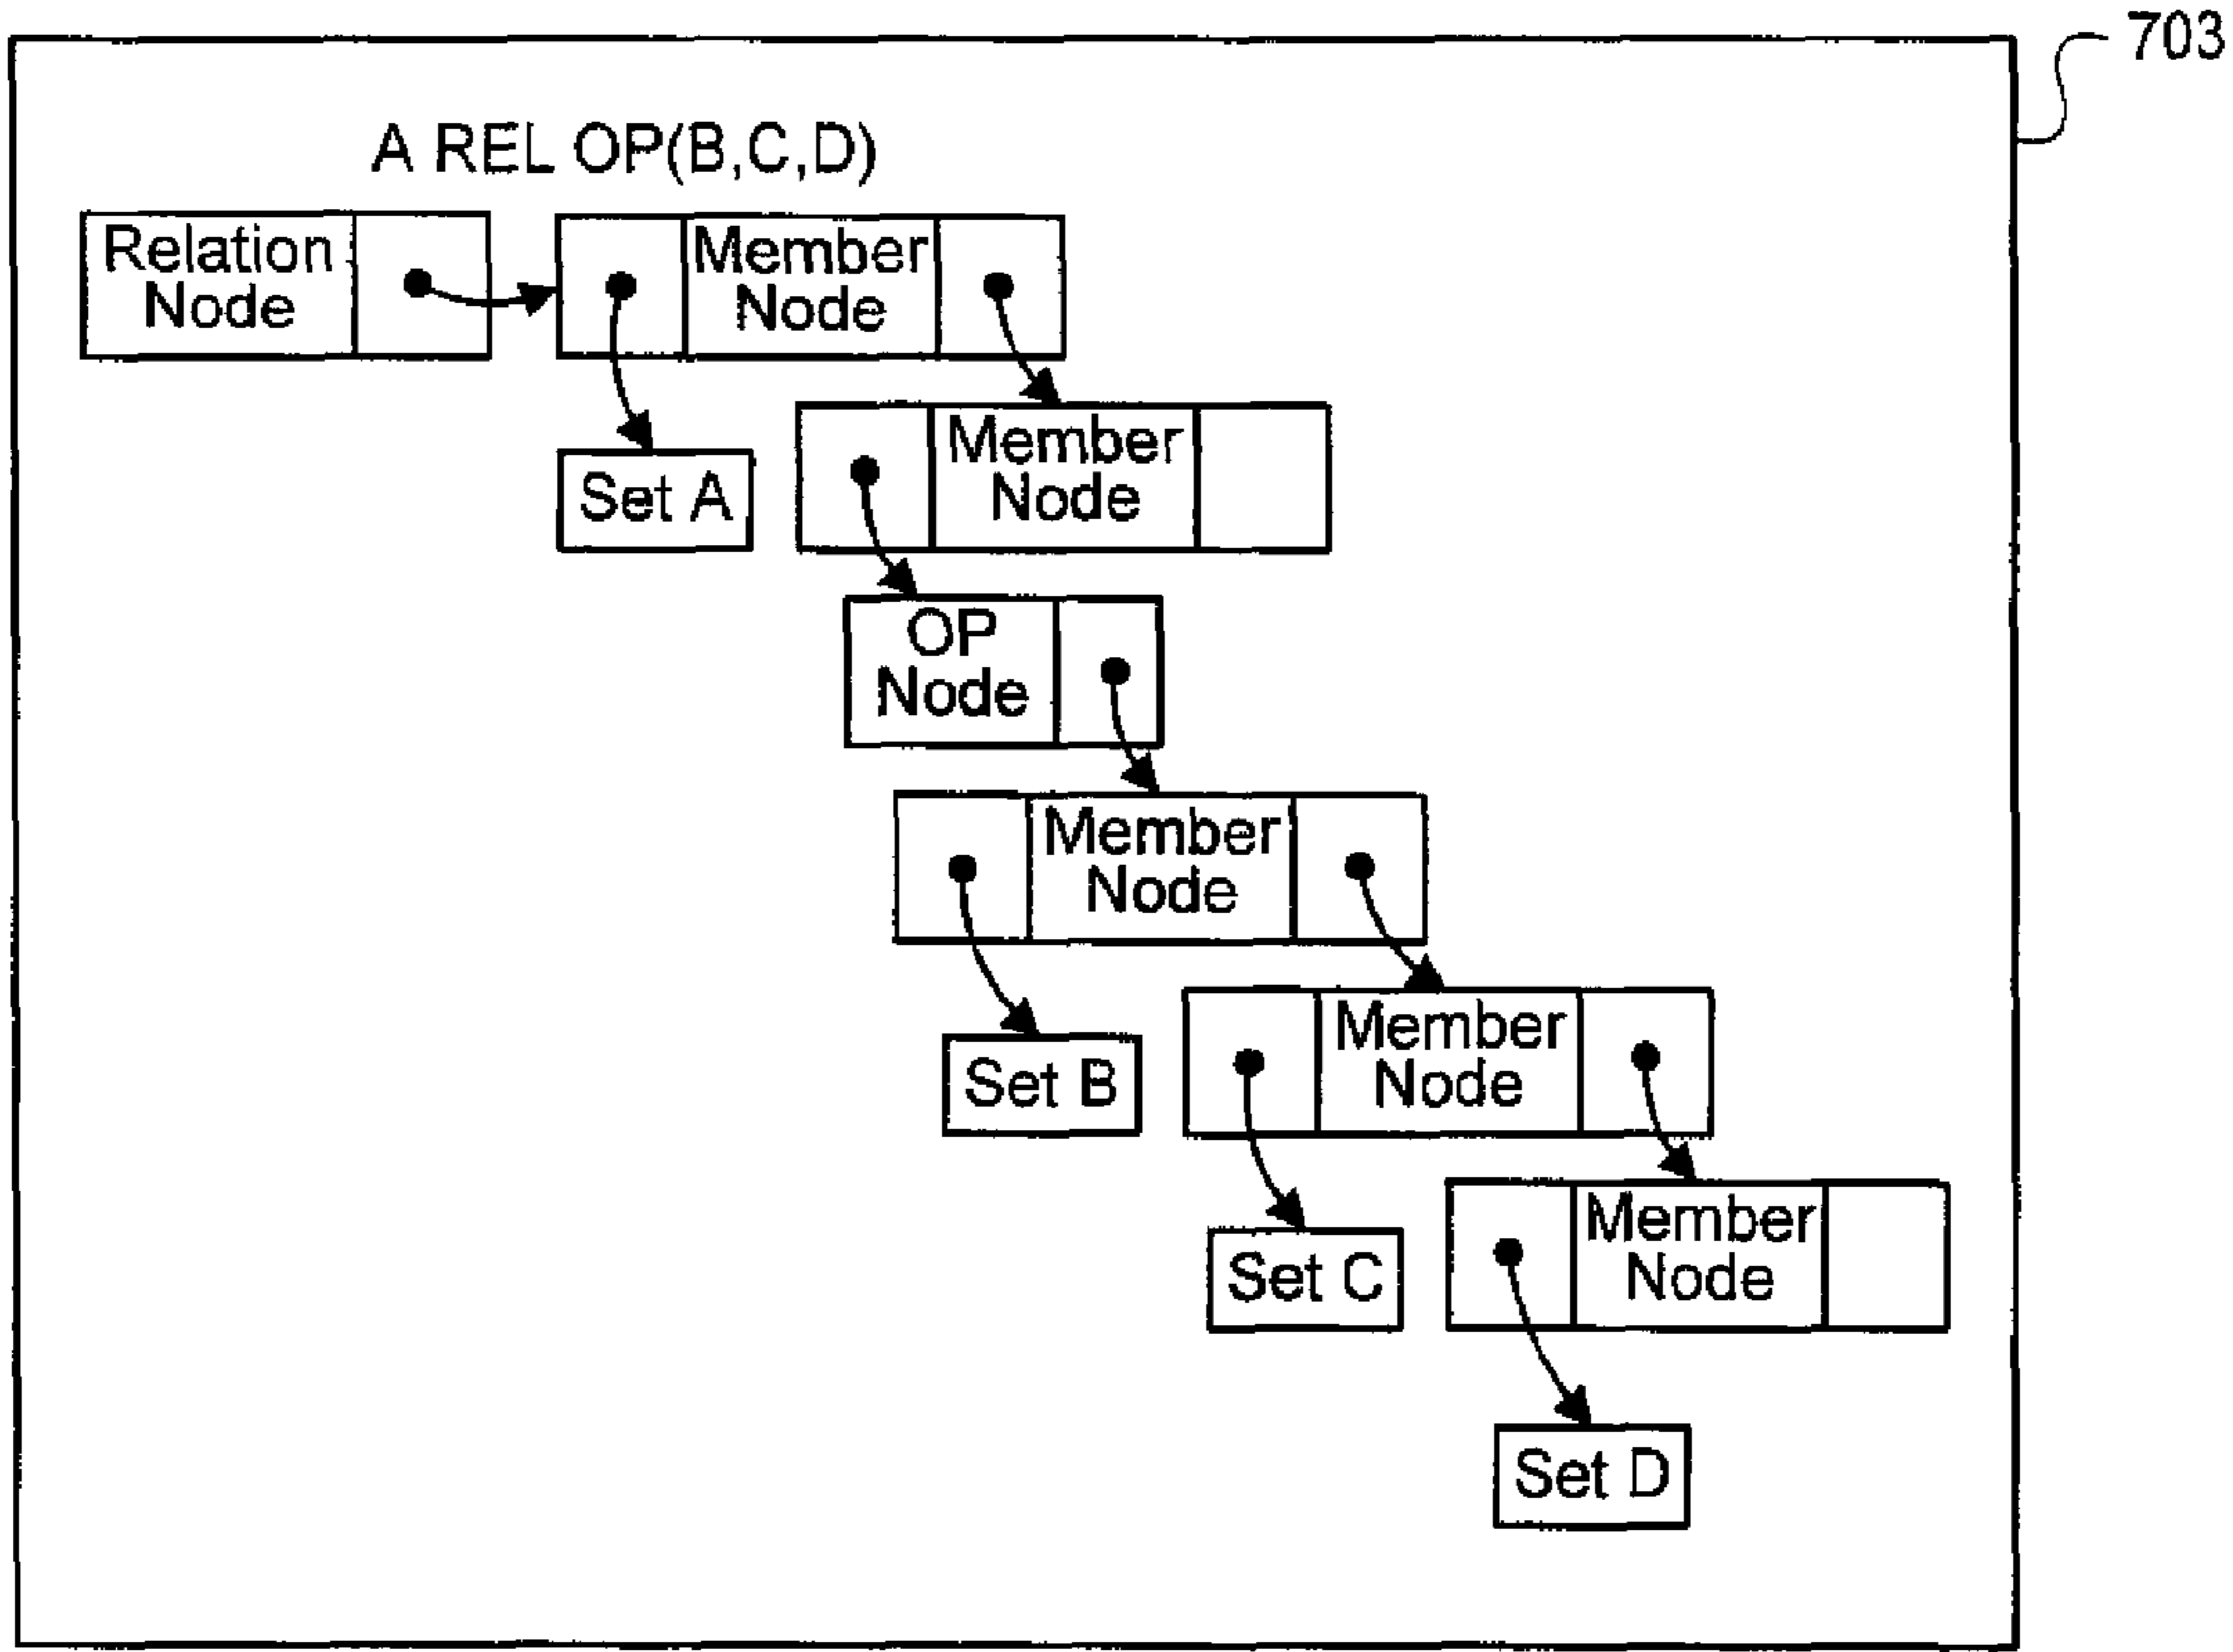 703
A REL OP(B,C,D)
Relation
Node
Member
Node
Member
Node
Set A
OP
Node
Member
Node
Member
Node
Set B
Member
Node
Set C
Set D